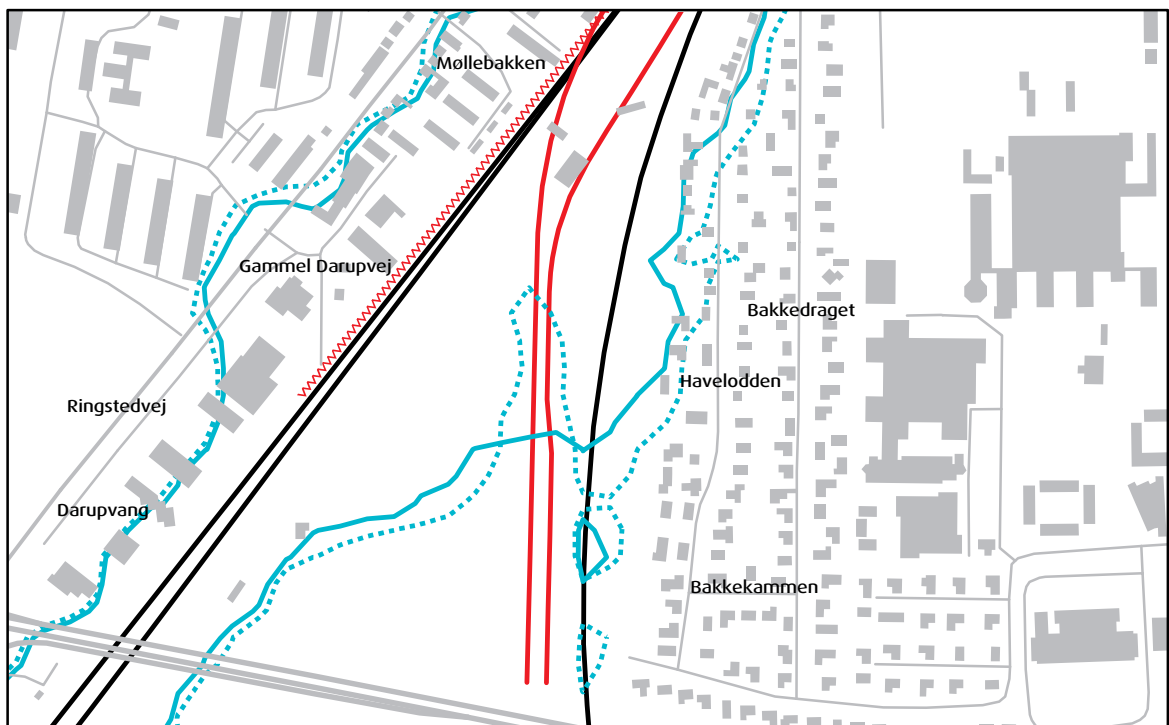 Møllebakken
Gammel Darupvej
Bakkedraget
Havelodden
Ringstedvej
Darupvang
Bakkekammen